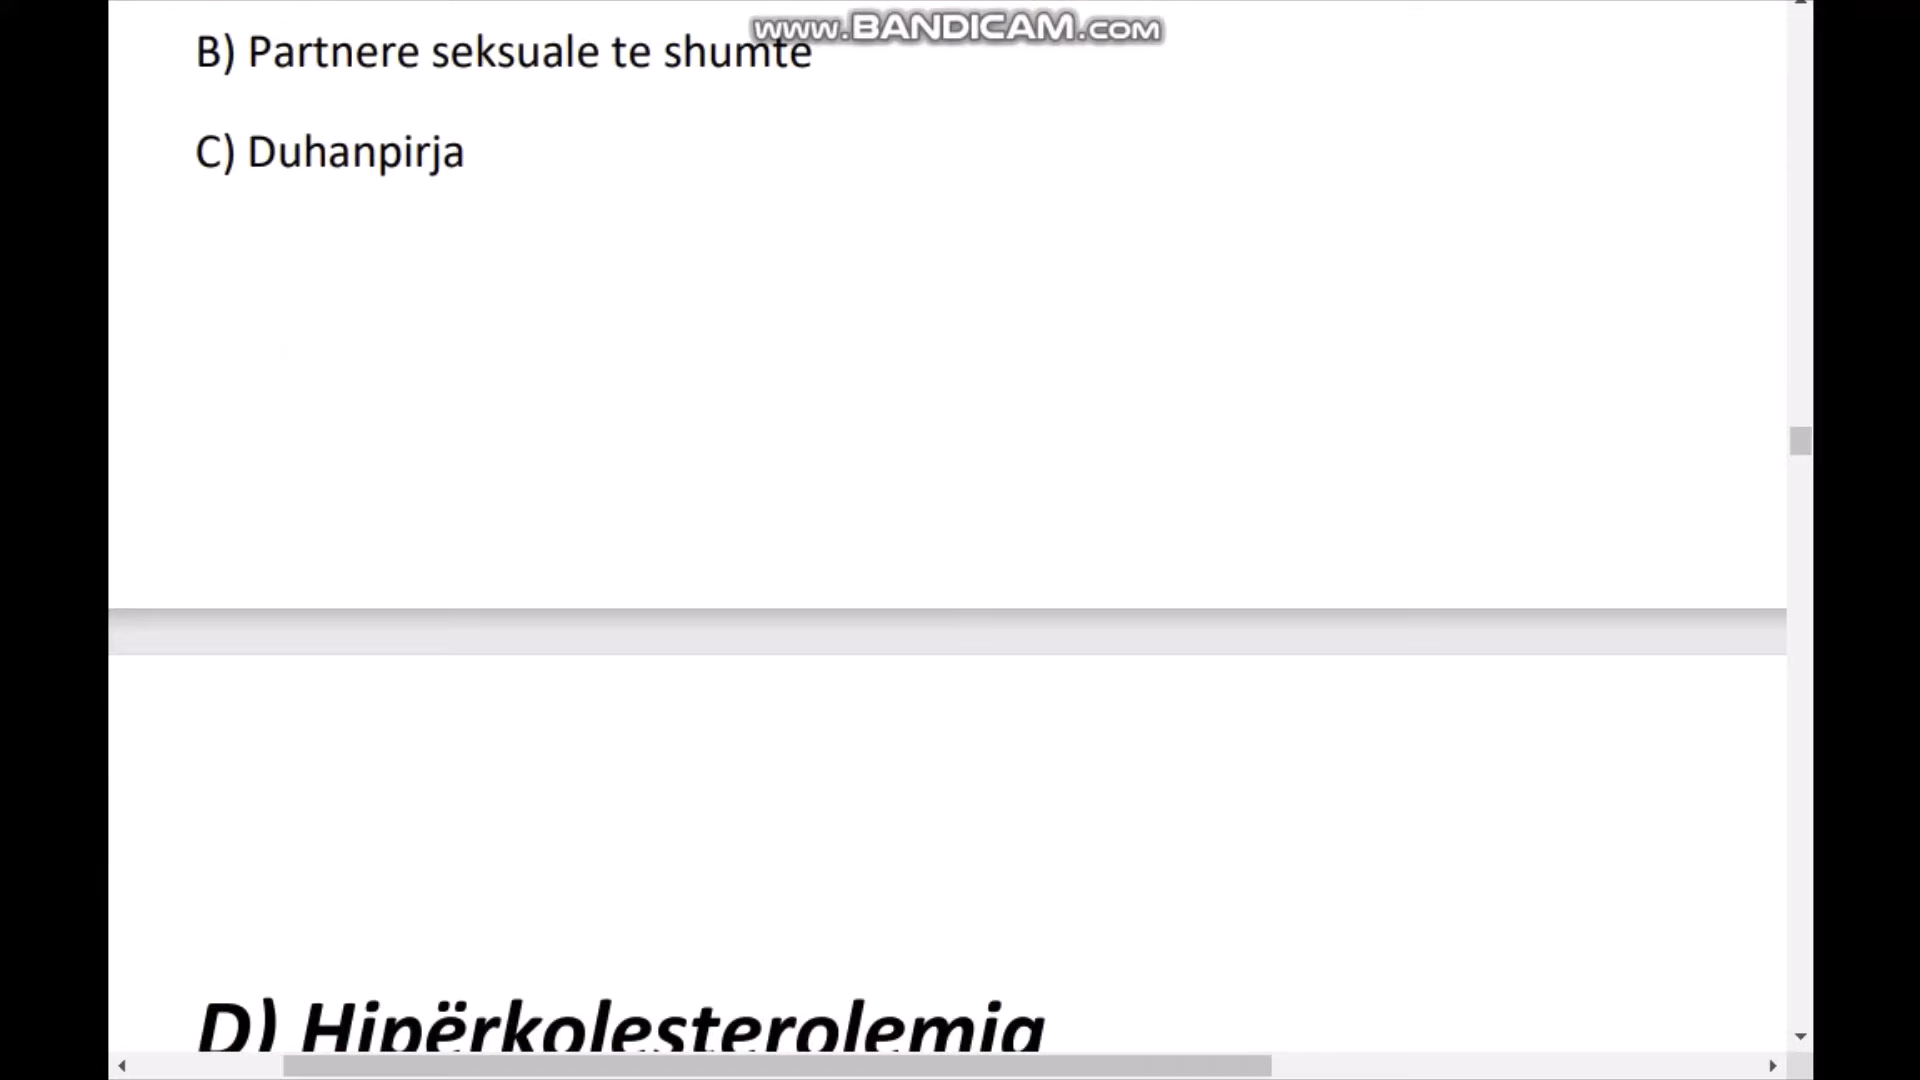 www.BANDICAM.com
B) Partnere seksuale te shumte
C) Duhanpirja
D) Hipërkolesterolemia